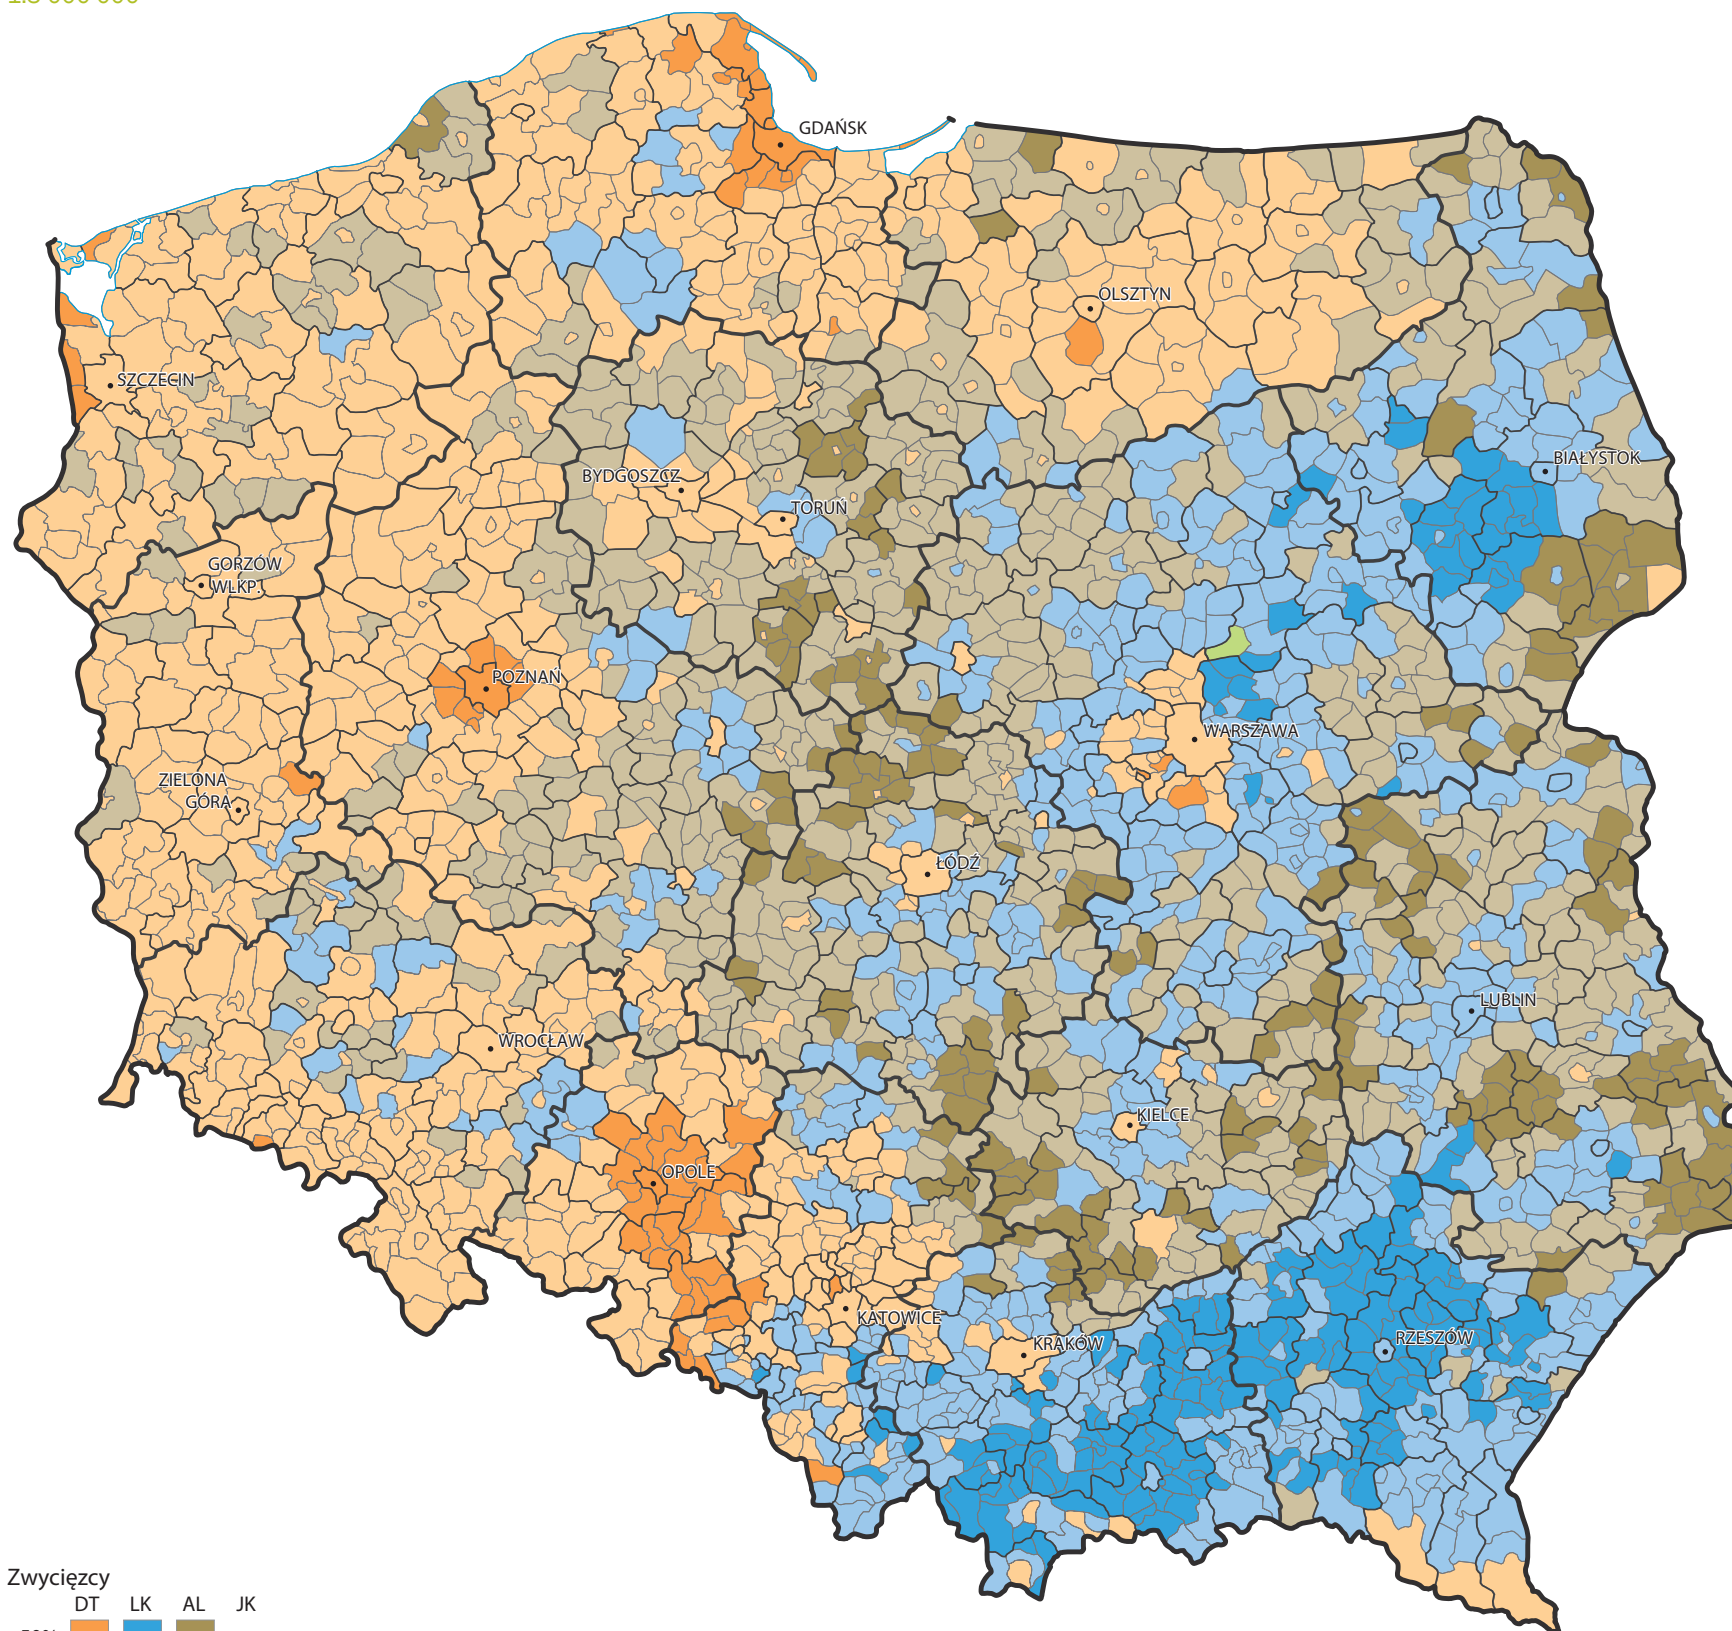 GDAŃSK
OLSZTYN
SZCZECIN
BIAŁYSTOK
BYDGOSZCZ
TORUŃ
GORZÓW
WLKP.
POZNAŃ
WARSZAWA
ZIELONA
GÓRA
ŁÓDŹ
LUBLIN
WROCŁAW
KIELCE
OPOLE
KATOWICE
KRAKÓW
RZESZÓW
Zwycięzcy
DT LK AL JK